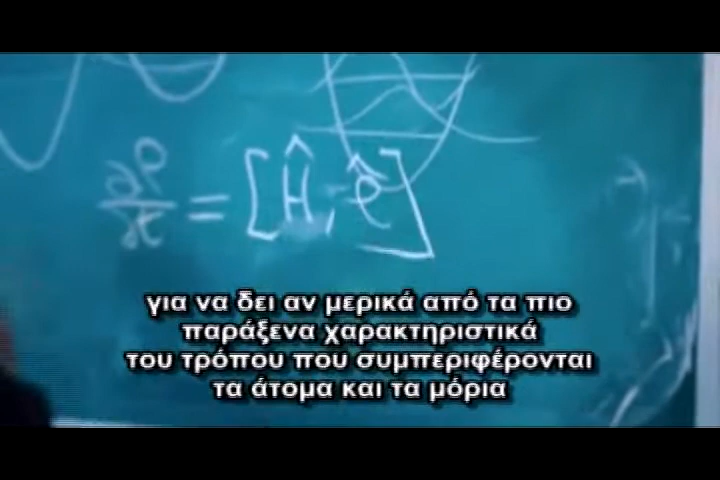 ∂ρ/∂t = [Ĥ, ρ̂]
για να δει αν μερικά από τα πιο
παράξενα χαρακτηριστικά
του τρόπου που συμπεριφέρονται
τα άτομα και τα μόρια